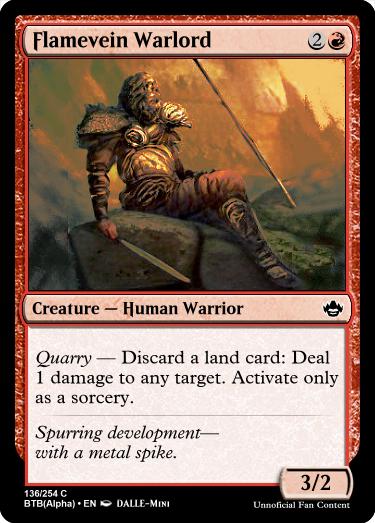 Flamevein Warlord 2
Creature — Human Warrior
Quarry — Discard a land card: Deal
1 damage to any target. Activate only
as a sorcery.
Spurring development—
with a metal spike.
3/2
136/254 C
BTB(Alpha) • EN DALLE-Mini
Unnoficial Fan Content